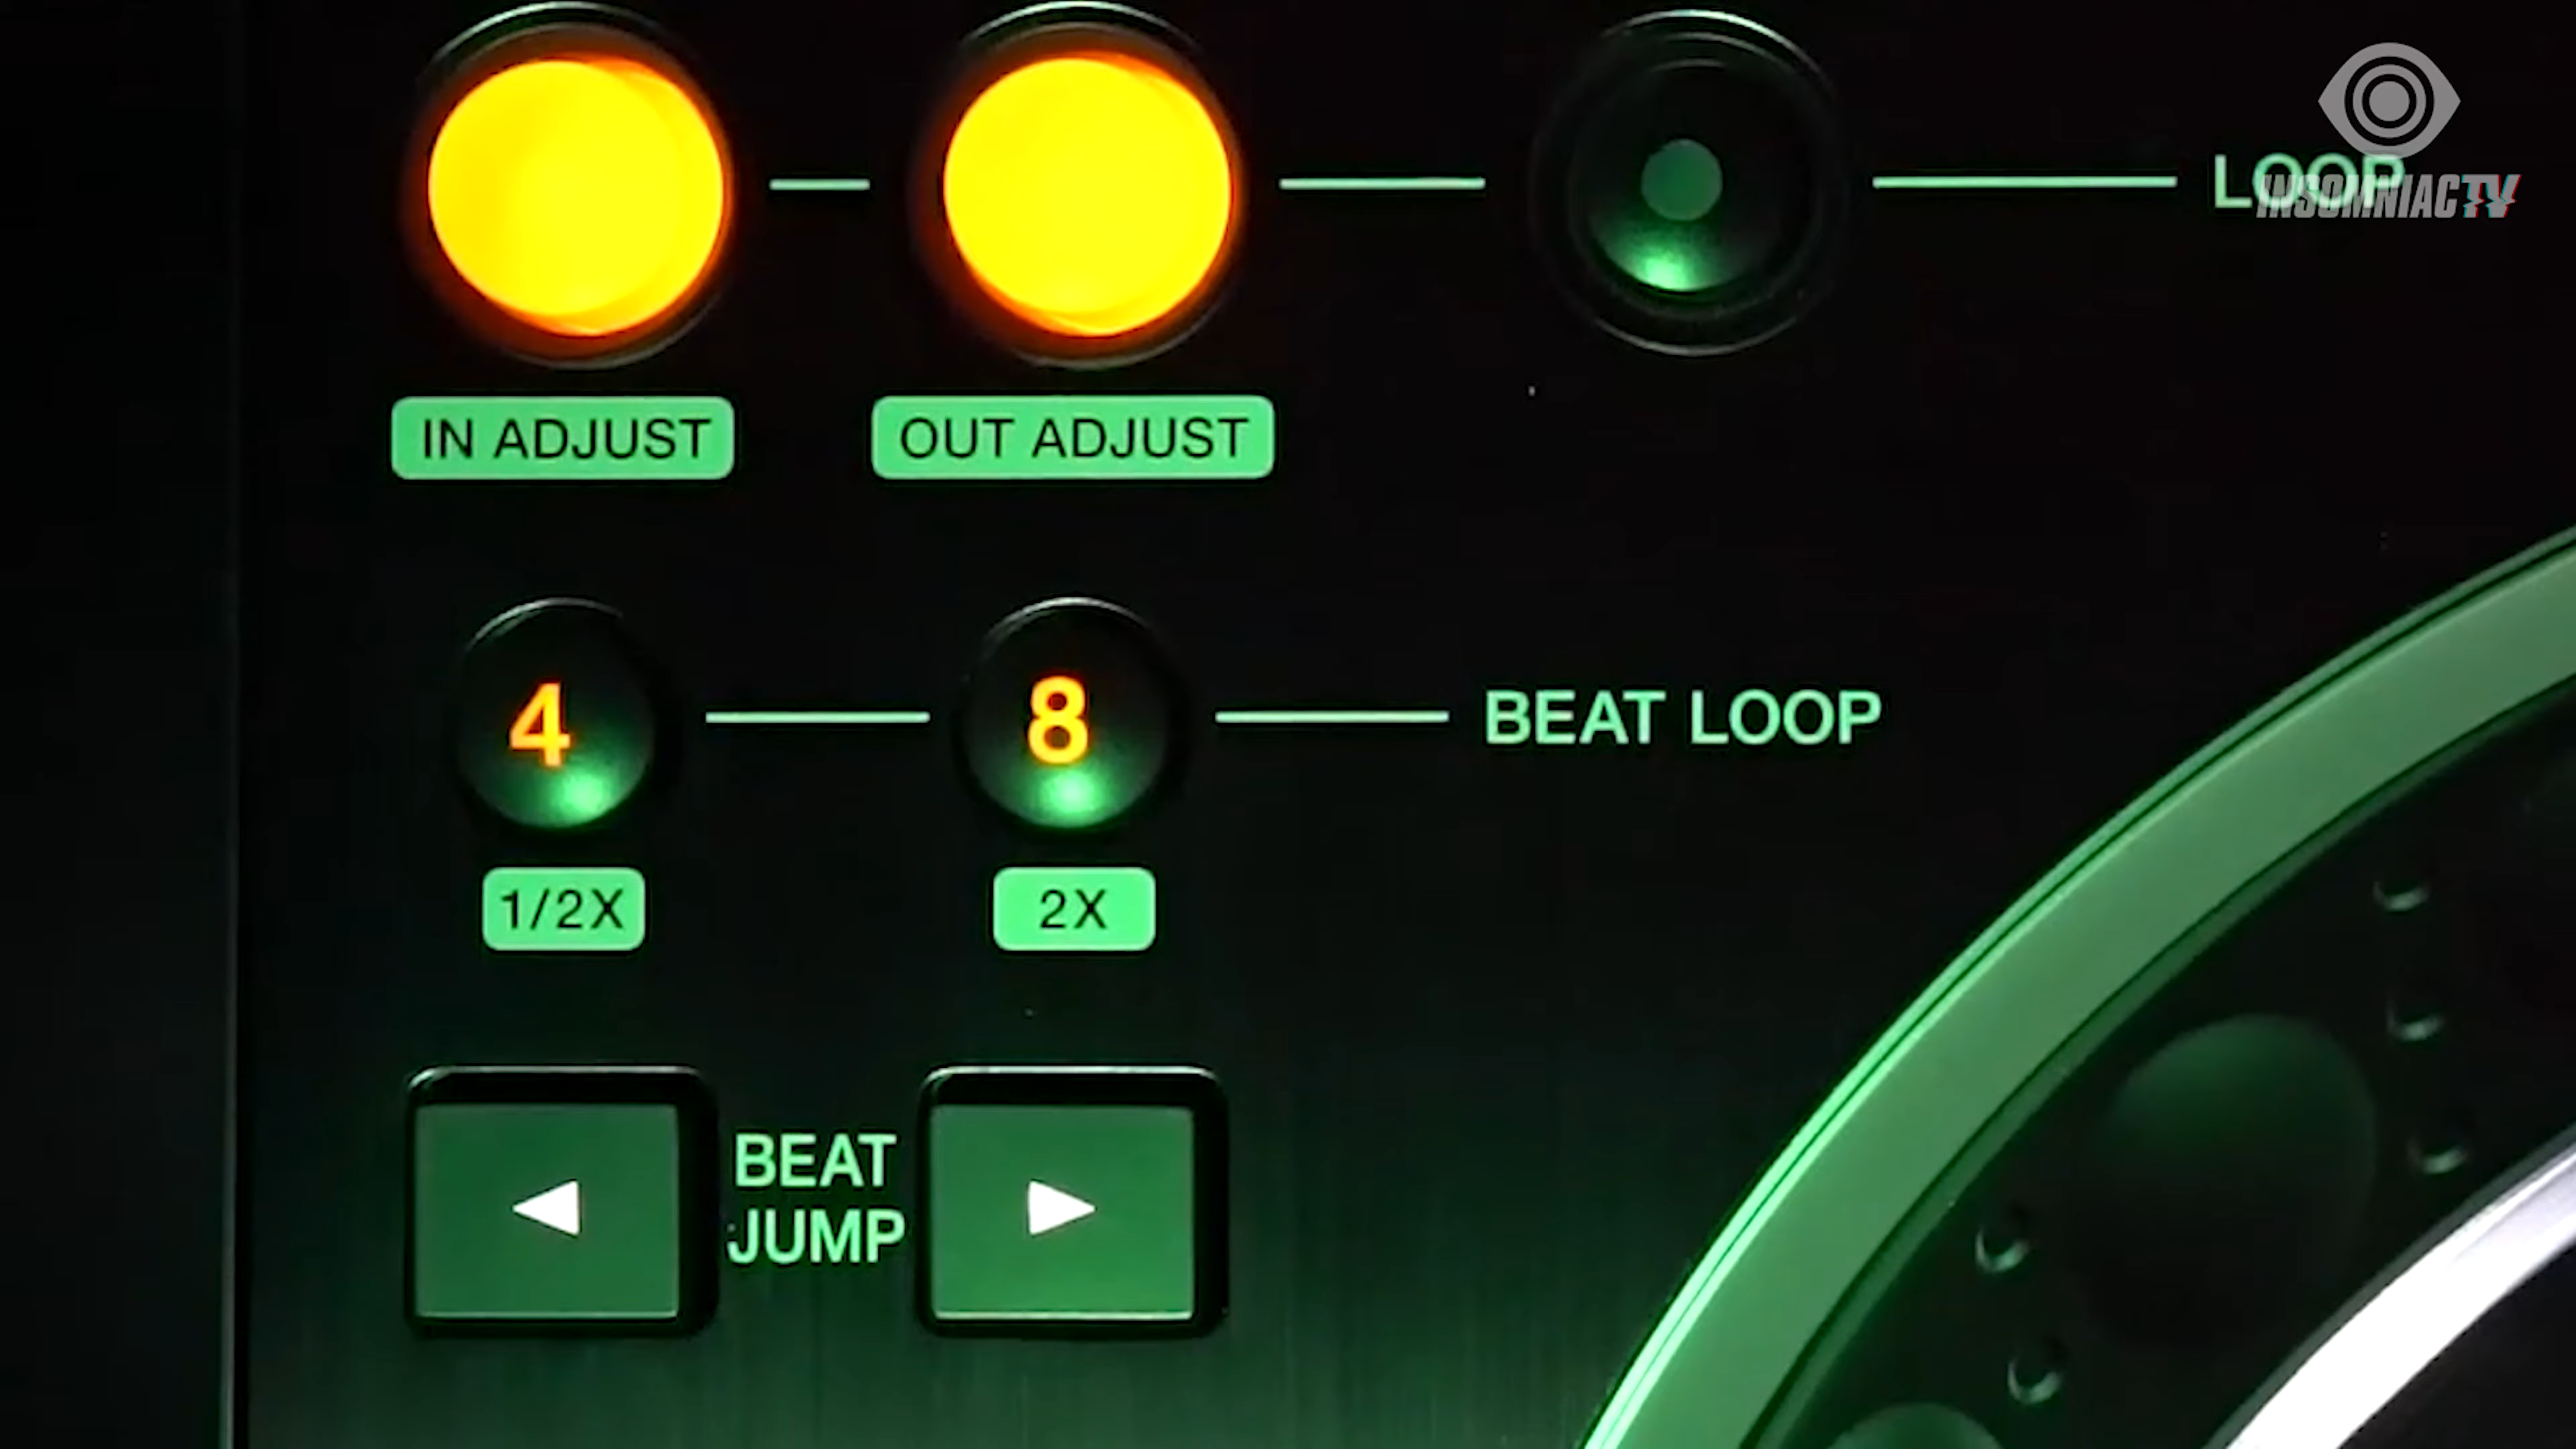 LOOP
INSOMNIACTV
IN ADJUST
OUT ADJUST
4
8
BEAT LOOP
1/2X
2X
BEAT
JUMP